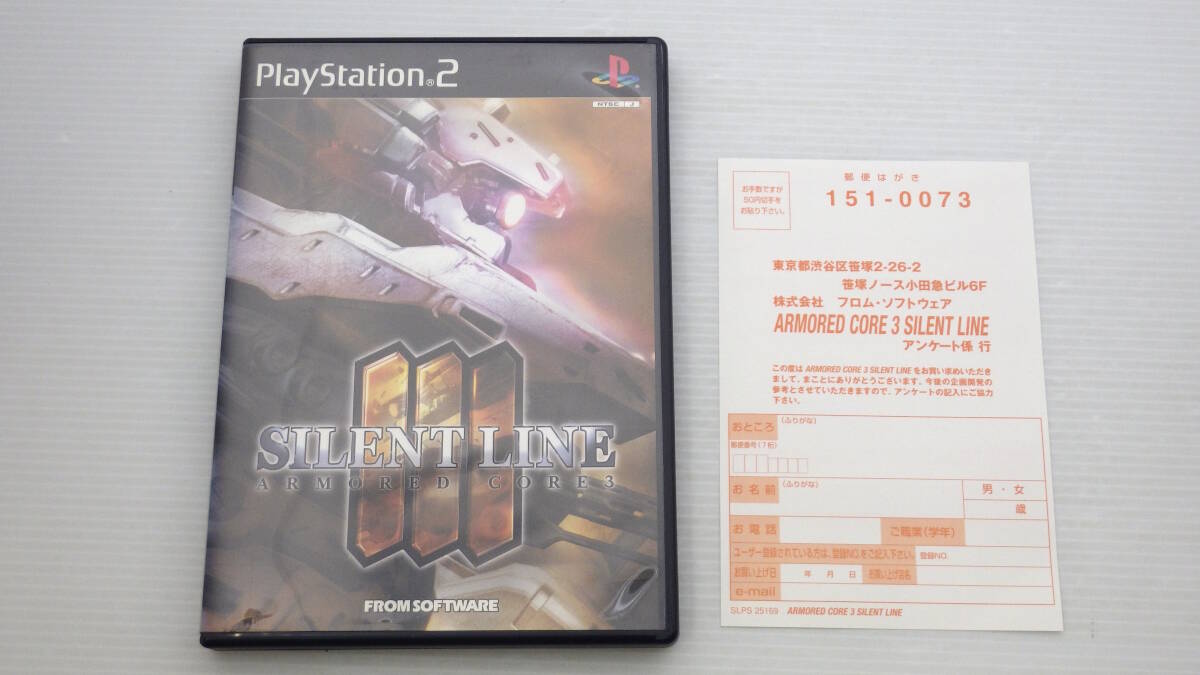 PlayStation®2
NTSC J
SILENT LINE
ARMORED CORE 3
FROM SOFTWARE
郵便はがき
お手数ですが
50円切手を
お貼り下さい。
151-0073
東京都渋谷区笹塚2-26-2
笹塚ノース小田急ビル6F
株式会社 フロム・ソフトウェア
ARMORED CORE 3 SILENT LINE
アンケート係 行
この度は ARMORED CORE 3 SILENT LINE をお買い求めいただき
まして、まことにありがとうございます。今後の企画開発の
参考とさせていただきますので、アンケートの記入にご協力
下さい。
おところ
(ふりがな)
郵便番号(7桁)
お名前
(ふりがな)
男・女
歳
お電話
ご職業(学年)
ユーザー登録されている方は、登録NO.をご記入下さい。
登録NO.
お買い上げ日
年 月 日
お買い上げ店名
e-mail
SLPS 25169 ARMORED CORE 3 SILENT LINE